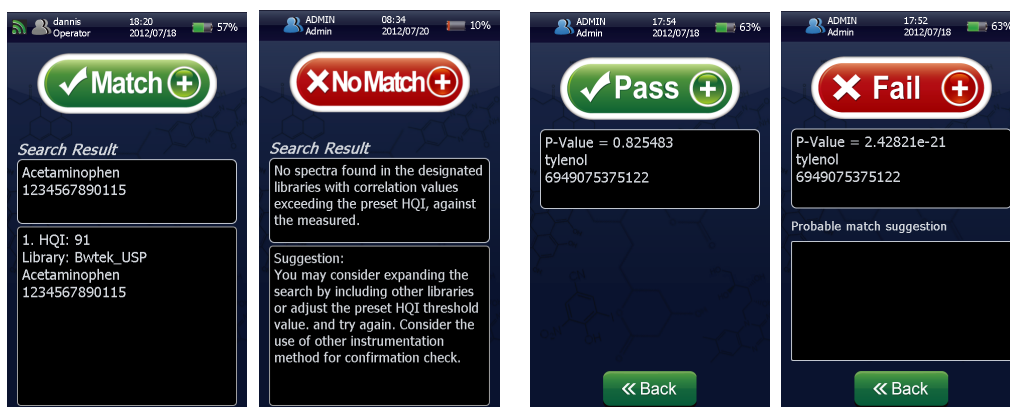 dannis
Operator
18:20
2012/07/18
57%
Match
Search Result
Acetaminophen
1234567890115
1. HQI: 91
Library: Bwtek_USP
Acetaminophen
1234567890115
ADMIN
Admin
08:34
2012/07/20
10%
No Match
Search Result
No spectra found in the designated
libraries with correlation values
exceeding the preset HQI, against
the measured.
Suggestion:
You may consider expanding the
search by including other libraries
or adjust the preset HQI threshold
value. and try again. Consider the
use of other instrumentation
method for confirmation check.
ADMIN
Admin
17:54
2012/07/18
63%
Pass
P-Value = 0.825483
tylenol
6949075375122
Back
ADMIN
Admin
17:52
2012/07/18
63%
Fail
P-Value = 2.42821e-21
tylenol
6949075375122
Probable match suggestion
Back